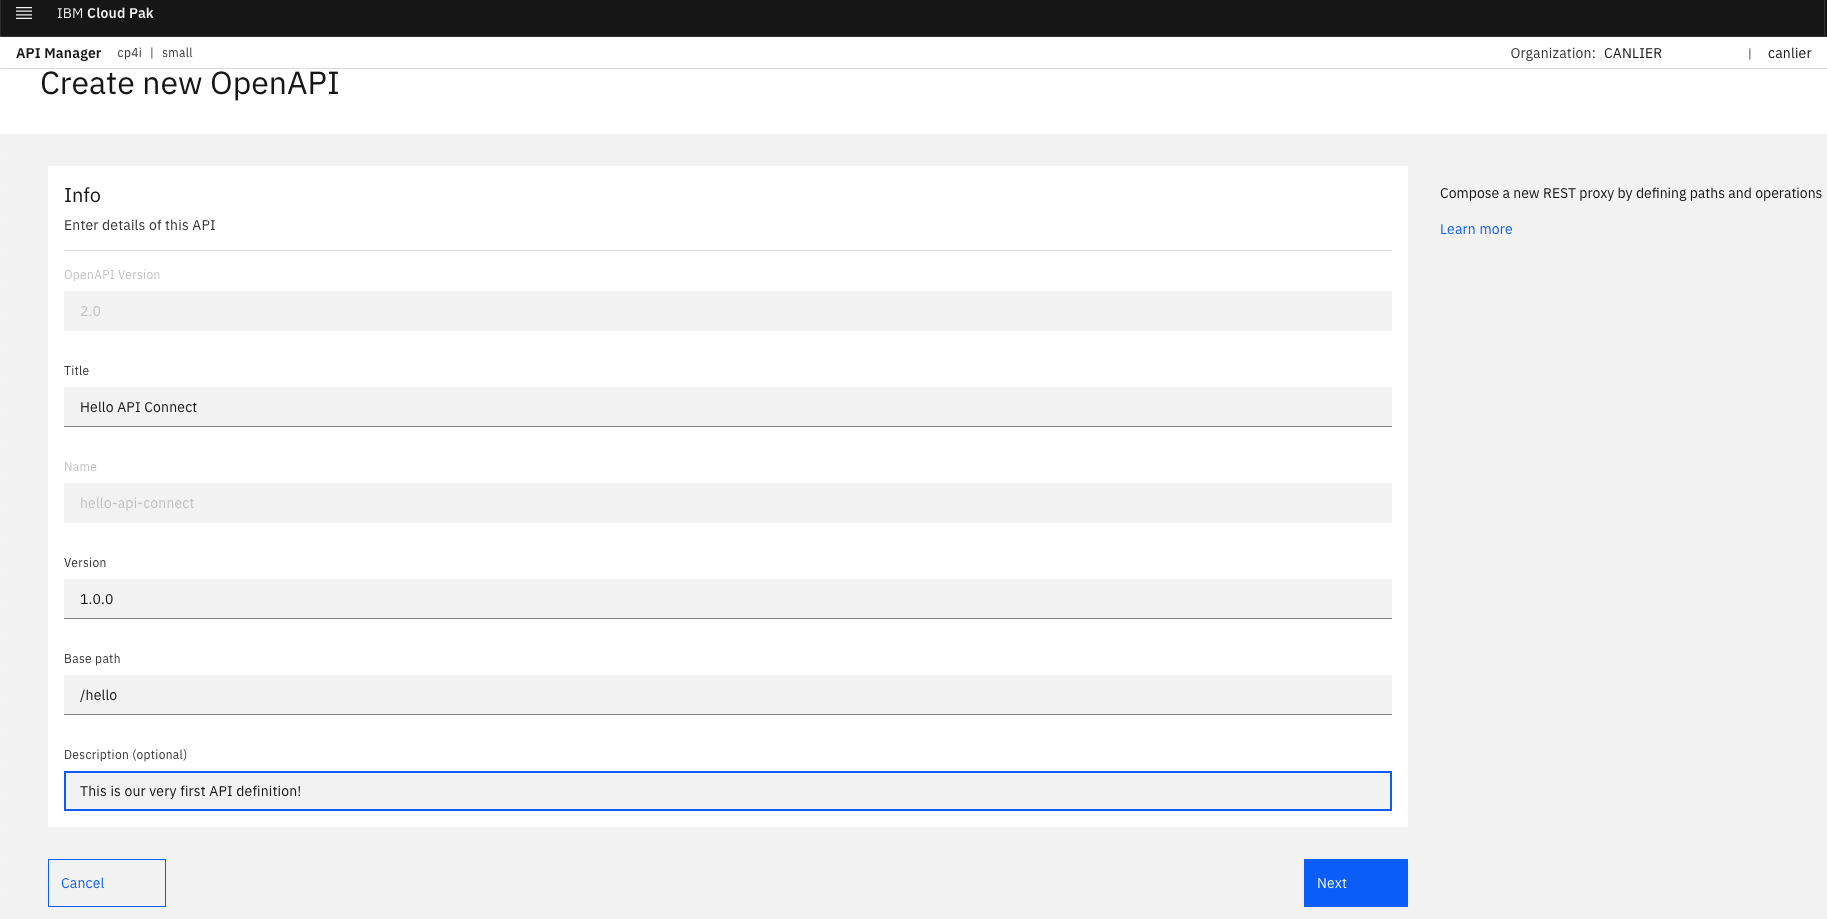 IBM Cloud Pak
API Manager cp4i | small Organization: CANLIER | canlier
Create new OpenAPI
Info
Enter details of this API
Compose a new REST proxy by defining paths and operations
Learn more
OpenAPI Version
2.0
Title
Hello API Connect
Name
hello-api-connect
Version
1.0.0
Base path
/hello
Description (optional)
This is our very first API definition!
Cancel Next